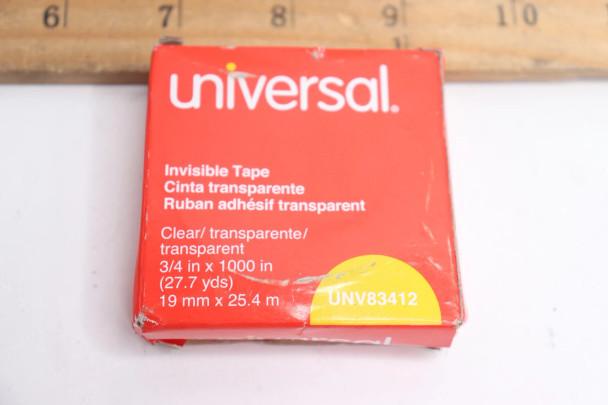 6 7 8 9 10
universal.
Invisible Tape
Cinta transparente
Ruban adhésif transparent
Clear/ transparente/
transparent
3/4 in x 1000 in
(27.7 yds)
19 mm x 25.4 m
UNV83412